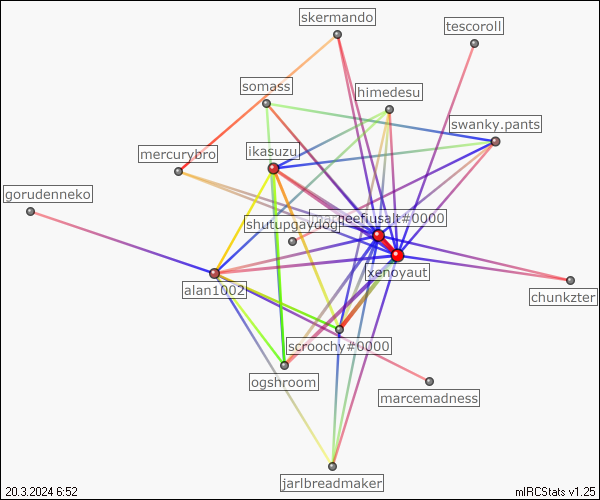 skermando
tescoroll
somass
himedesu
swanky.pants
mercurybro
ikasuzu
gorudenneko
shutupgaydog
geefiusalt#0000
xenoyaut
alan1002
chunkzter
scroochy#0000
ogshroom
marcemadness
jarlbreadmaker
20.3.2024 6:52
mIRCStats v1.25